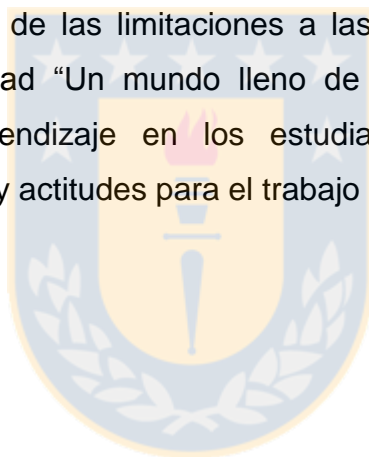 de las limitaciones a las
ad “Un mundo lleno de
endizaje en los estudia
y actitudes para el trabajo